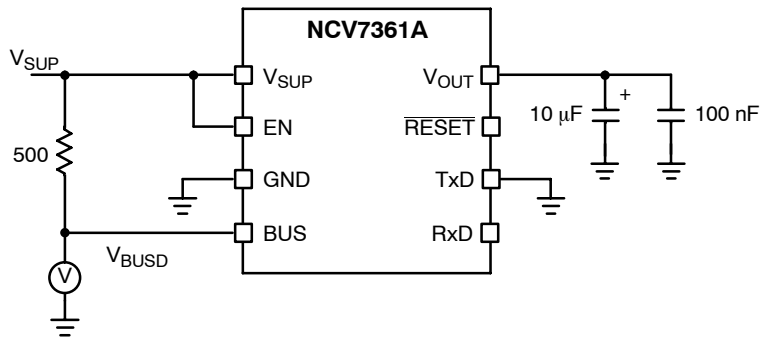 NCV7361A
VSUP
VSUP
VOUT
EN
RESET
10 μF
+
100 nF
500
GND
TxD
BUS
RxD
VBUSD
V